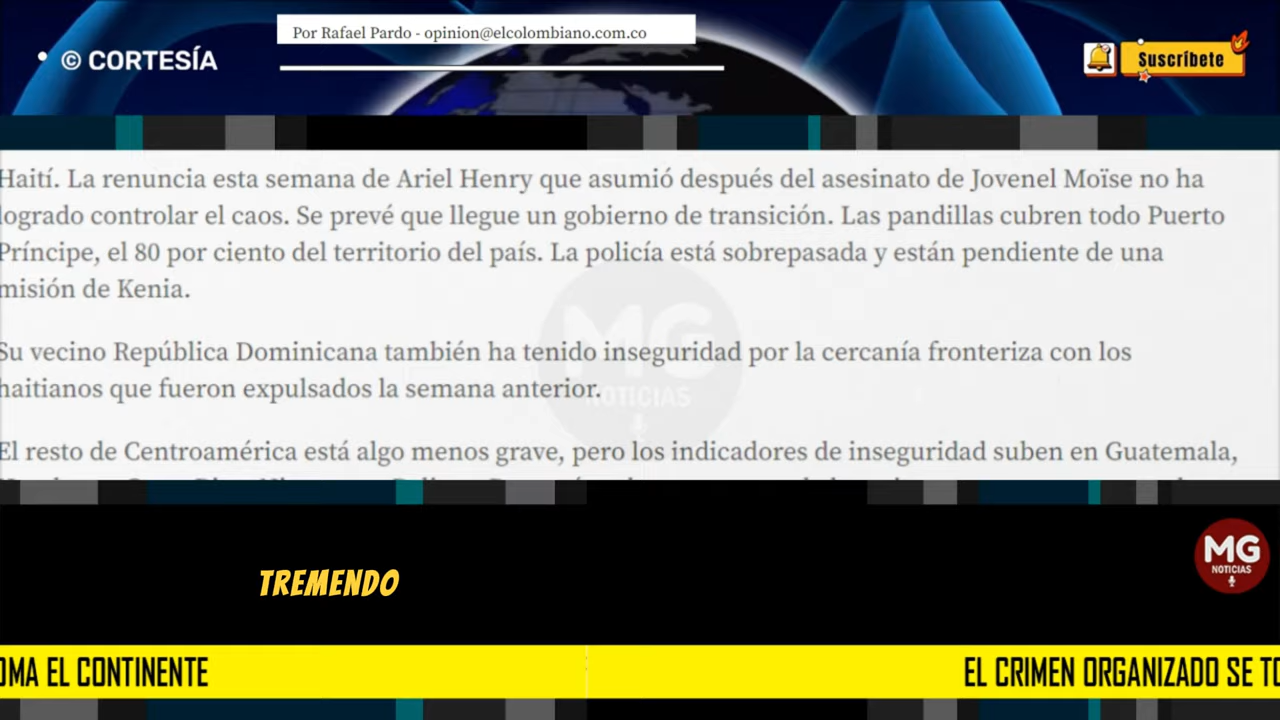 Por Rafael Pardo - opinion@elcolombiano.com.co
© CORTESÍA
Suscríbete
Haití. La renuncia esta semana de Ariel Henry que asumió después del asesinato de Jovenel Moïse no ha
logrado controlar el caos. Se prevé que llegue un gobierno de transición. Las pandillas cubren todo Puerto
Príncipe, el 80 por ciento del territorio del país. La policía está sobrepasada y están pendiente de una
misión de Kenia.
Su vecino República Dominicana también ha tenido inseguridad por la cercanía fronteriza con los
haitianos que fueron expulsados la semana anterior.
El resto de Centroamérica está algo menos grave, pero los indicadores de inseguridad suben en Guatemala,
MG
NOTICIAS
TREMENDO
MG
NOTICIAS
OMA EL CONTINENTE
EL CRIMEN ORGANIZADO SE TO